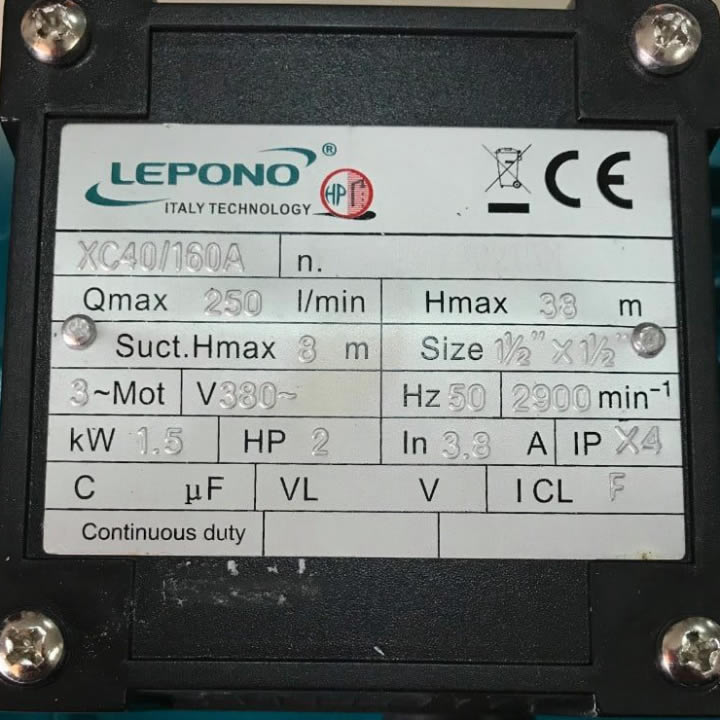 LEPONO®
HP
ITALY TECHNOLOGY
CE
XC40/160A n.
Qmax 250 l/min Hmax 38 m
Suct.Hmax 8 m Size 1½" X 1½"
3~Mot V380~ Hz 50 2900 min⁻¹
kW 1.5 HP 2 In 3.8 A IP X4
C µF VL V I CL F
Continuous duty